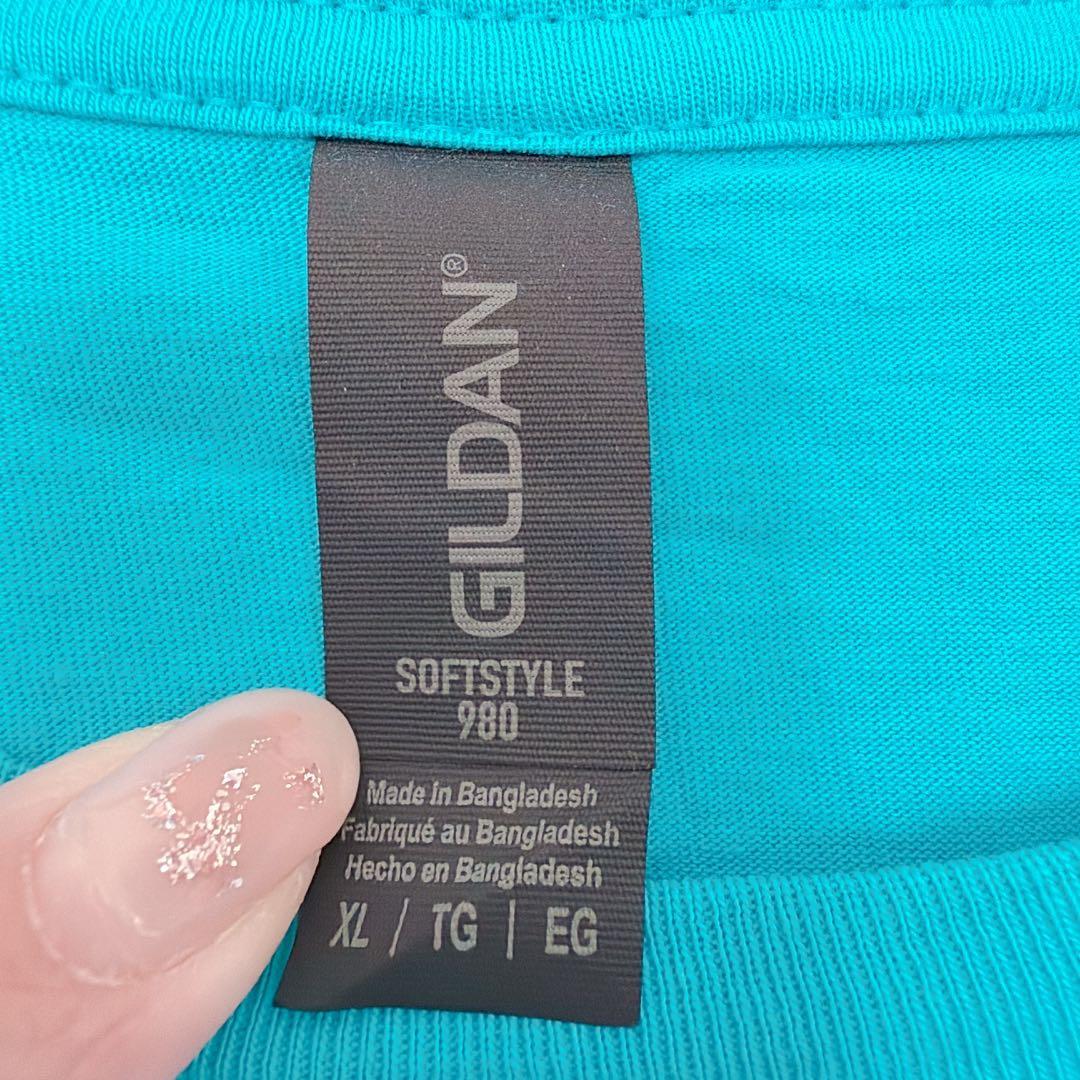 GILDAN®
SOFTSTYLE
980
Made in Bangladesh
Fabriqué au Bangladesh
Hecho en Bangladesh
XL / TG | EG